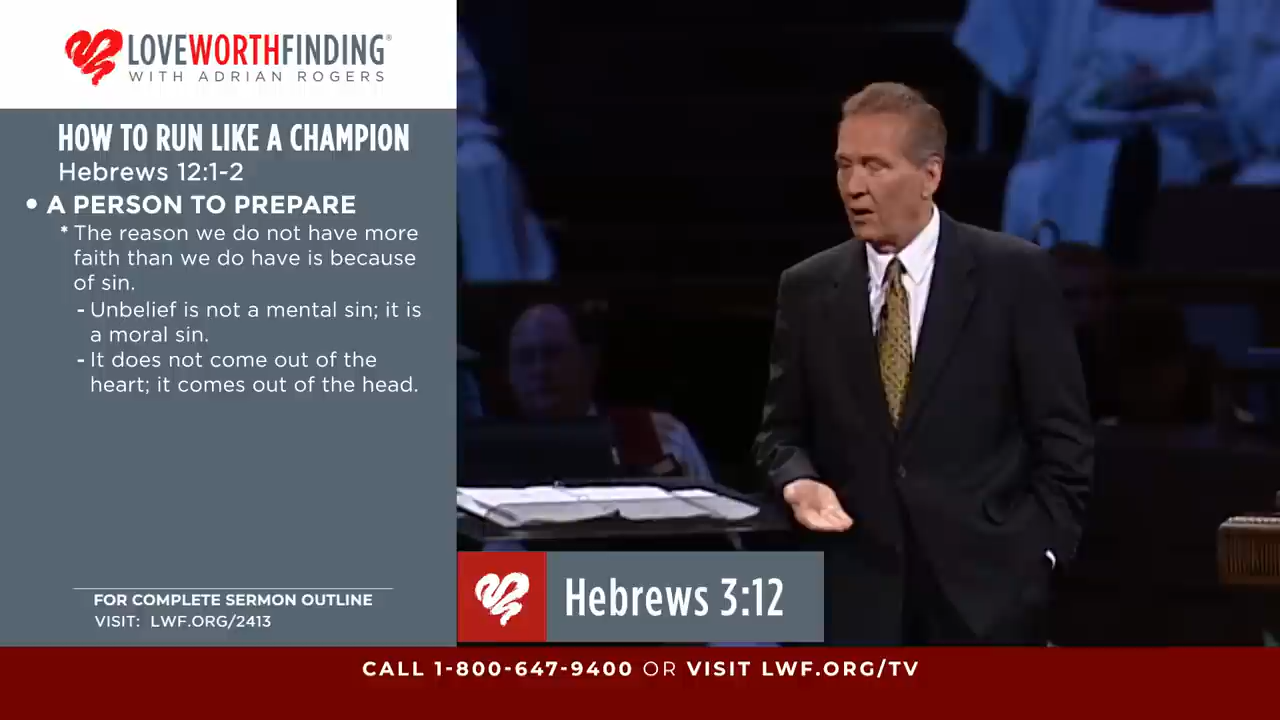 LOVEWORTHFINDING®
WITH ADRIAN ROGERS
HOW TO RUN LIKE A CHAMPION
Hebrews 12:1-2
• A PERSON TO PREPARE
* The reason we do not have more
faith than we do have is because
of sin.
- Unbelief is not a mental sin; it is
a moral sin.
- It does not come out of the
heart; it comes out of the head.
FOR COMPLETE SERMON OUTLINE
VISIT: LWF.ORG/2413
Hebrews 3:12
CALL 1-800-647-9400 OR VISIT LWF.ORG/TV